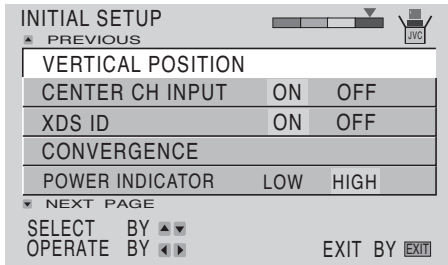 INITIAL SETUP
JVC
PREVIOUS
VERTICAL POSITION
CENTER CH INPUT ON OFF
XDS ID ON OFF
CONVERGENCE
POWER INDICATOR LOW HIGH
NEXT PAGE
SELECT BY
OPERATE BY EXIT BY EXIT